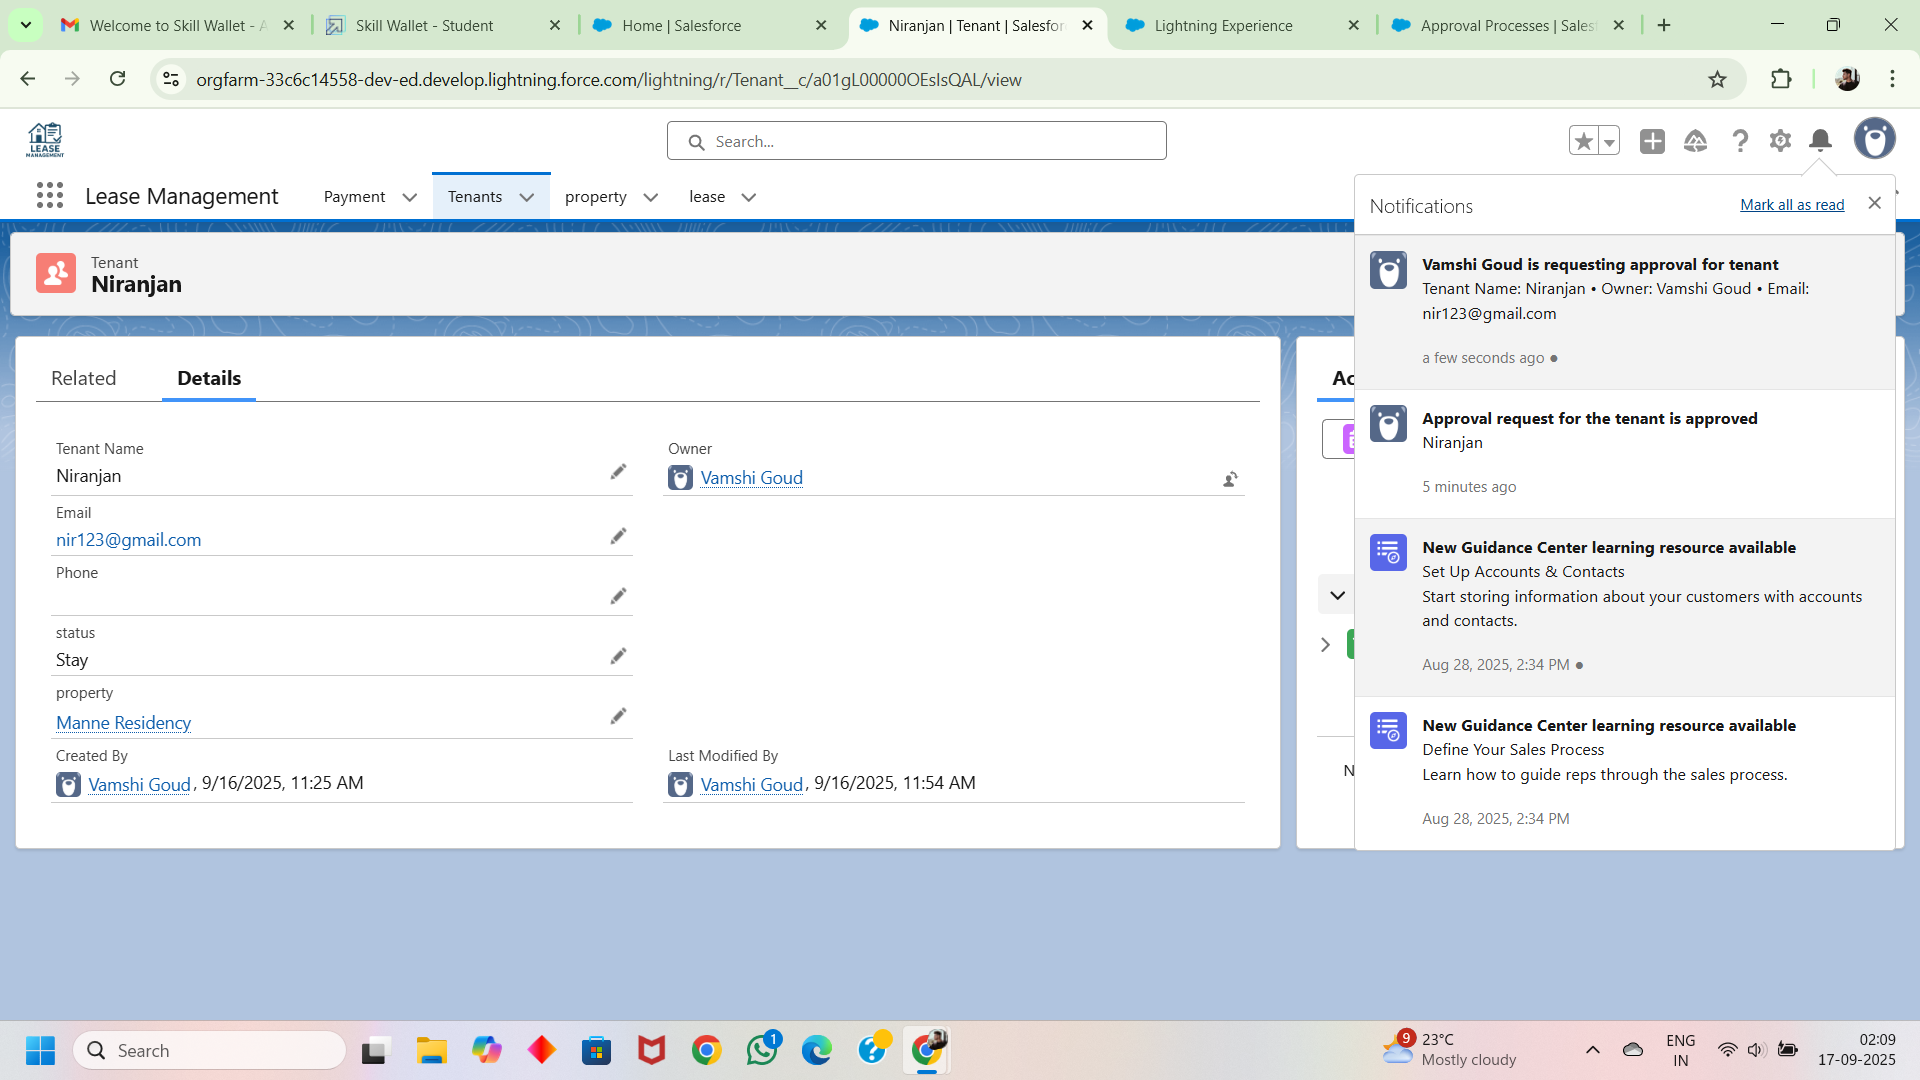 Welcome to Skill Wallet - A
Skill Wallet - Student
Home | Salesforce
Niranjan | Tenant | Salesfor
Lightning Experience
Approval Processes | Sales
orgfarm-33c6c14558-dev-ed.develop.lightning.force.com/lightning/r/Tenant__c/a01gL00000OEsIsQAL/view
LEASE
MANAGEMENT
Search...
Lease Management
Payment
Tenants
property
lease
Tenant
Niranjan
Related
Details
Tenant Name
Niranjan
Owner
Vamshi Goud
Email
nir123@gmail.com
Phone
status
Stay
property
Manne Residency
Created By
Vamshi Goud, 9/16/2025, 11:25 AM
Last Modified By
Vamshi Goud, 9/16/2025, 11:54 AM
Ac
N
Notifications
Mark all as read
Vamshi Goud is requesting approval for tenant
Tenant Name: Niranjan • Owner: Vamshi Goud • Email:
nir123@gmail.com
a few seconds ago •
Approval request for the tenant is approved
Niranjan
5 minutes ago
New Guidance Center learning resource available
Set Up Accounts & Contacts
Start storing information about your customers with accounts
and contacts.
Aug 28, 2025, 2:34 PM •
New Guidance Center learning resource available
Define Your Sales Process
Learn how to guide reps through the sales process.
Aug 28, 2025, 2:34 PM
Search
1
9
23°C
Mostly cloudy
ENG
IN
02:09
17-09-2025